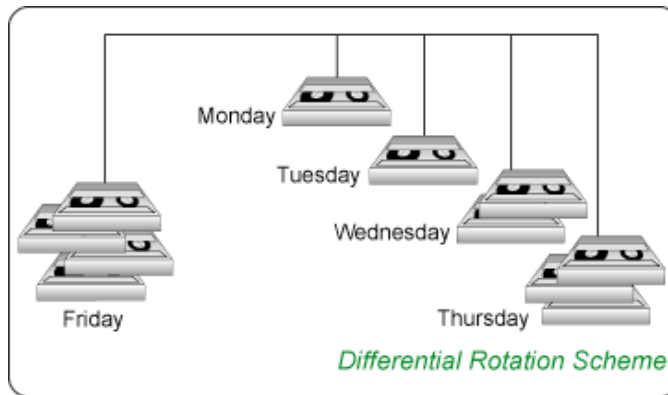 Monday
Tuesday
Wednesday
Thursday
Friday
Differential Rotation Scheme